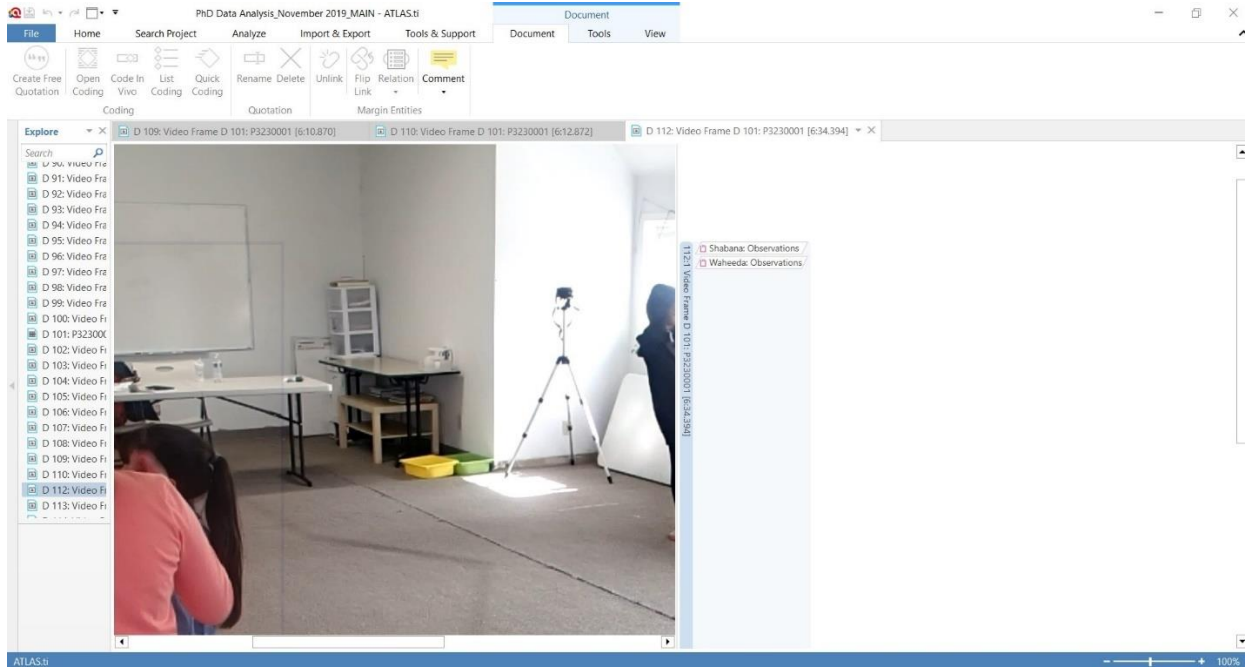 PhD Data Analysis_November 2019_MAIN - ATLAS.ti
Document
File Home Search Project Analyze Import & Export Tools & Support Document Tools View
Create Free Quotation
Open Coding
Code In Vivo
List Coding
Quick Coding
Rename
Delete
Unlink
Flip Link
Relation
Comment
Coding
Quotation
Margin Entities
Explore
D 109: Video Frame D 101: P3230001 [6:10.870]
D 110: Video Frame D 101: P3230001 [6:12.872]
D 112: Video Frame D 101: P3230001 [6:34.394]
Search
D 90: Video Fra
D 91: Video Fra
D 92: Video Fra
D 93: Video Fra
D 94: Video Fra
D 95: Video Fra
D 96: Video Fra
D 97: Video Fra
D 98: Video Fra
D 99: Video Fra
D 100: Video Fr
D 101: P32300(
D 102: Video Fr
D 103: Video Fr
D 104: Video Fr
D 105: Video Fr
D 106: Video Fr
D 107: Video Fr
D 108: Video Fr
D 109: Video Fr
D 110: Video Fr
D 112: Video Fr
D 113: Video Fr
112:1 Video Frame D 101: P3230001 [6:34.394]
Shabana: Observations
Waheeda: Observations
ATLAS.ti
100%